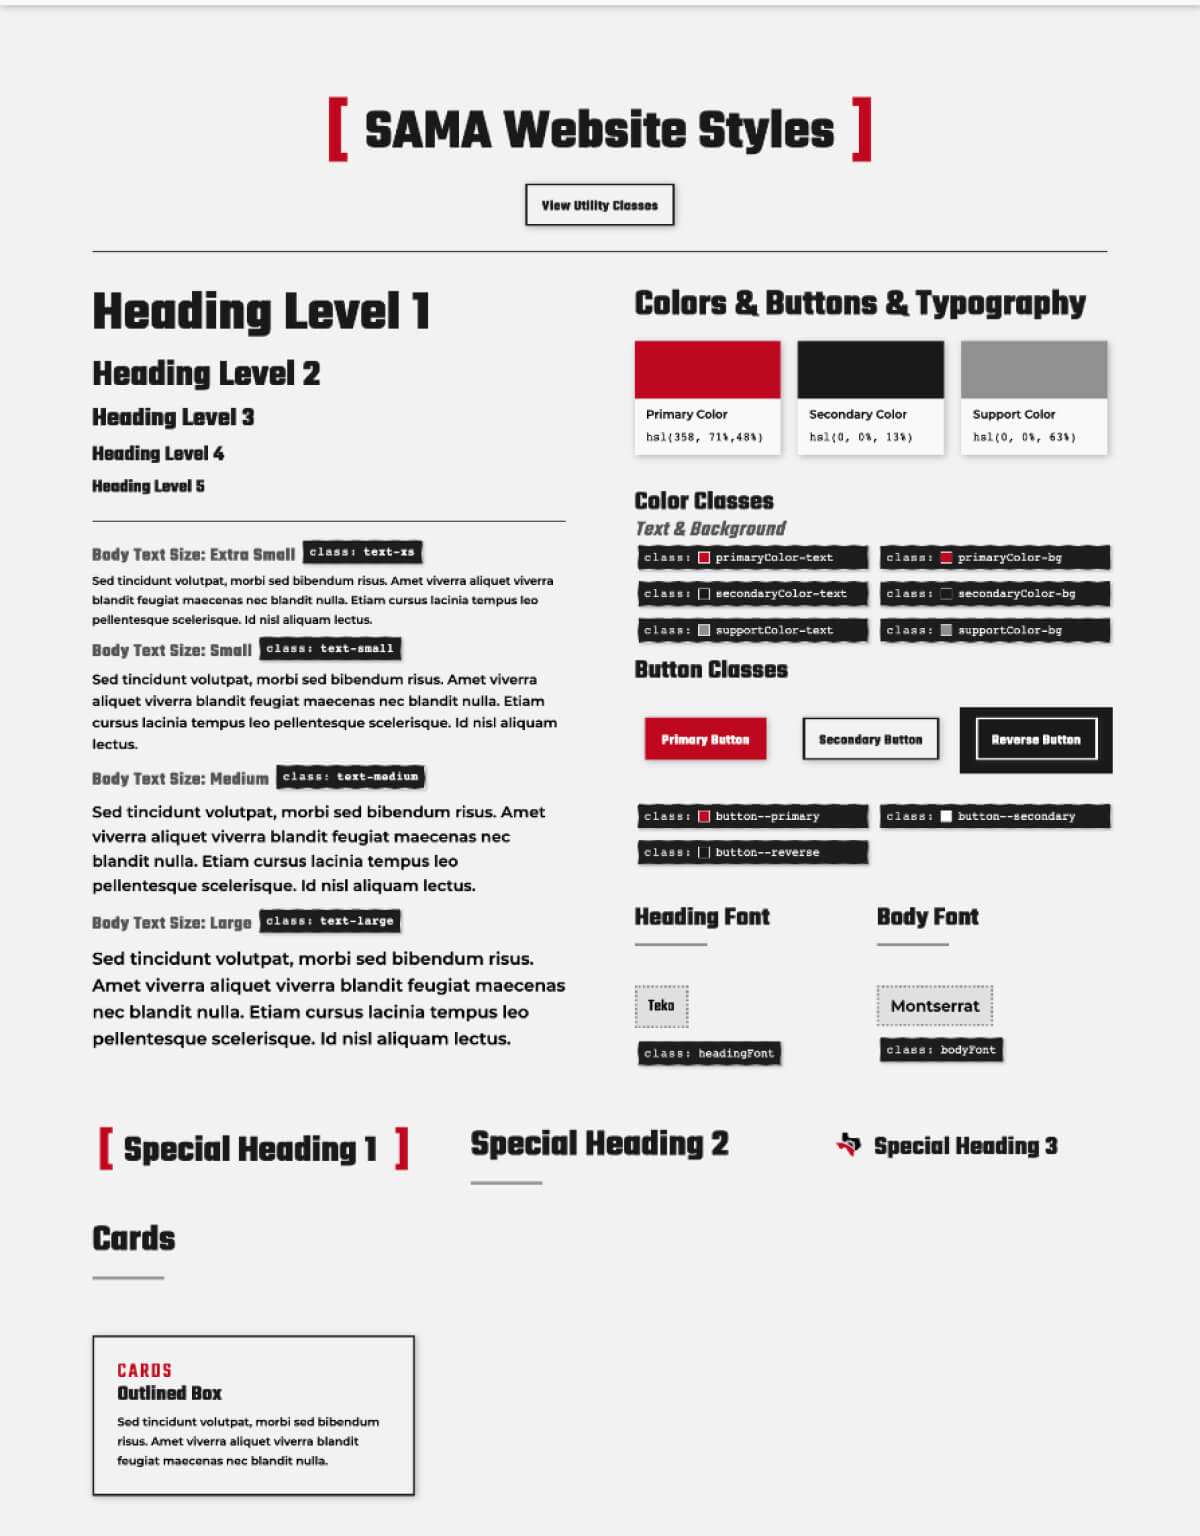 SAMA Website Styles
View Utility Classes
Heading Level 1
Heading Level 2
Heading Level 3
Heading Level 4
Heading Level 5
Body Text Size: Extra Small class: text-xs
Sed tincidunt volutpat, morbi sed bibendum risus. Amet viverra aliquet viverra
blandit feugiat maecenas nec blandit nulla. Etiam cursus lacinia tempus leo
pellentesque scelerisque. Id nisl aliquam lectus.
Body Text Size: Small class: text-small
Sed tincidunt volutpat, morbi sed bibendum risus. Amet viverra
aliquet viverra blandit feugiat maecenas nec blandit nulla. Etiam
cursus lacinia tempus leo pellentesque scelerisque. Id nisl aliquam
lectus.
Body Text Size: Medium class: text-medium
Sed tincidunt volutpat, morbi sed bibendum risus. Amet
viverra aliquet viverra blandit feugiat maecenas nec
blandit nulla. Etiam cursus lacinia tempus leo
pellentesque scelerisque. Id nisl aliquam lectus.
Body Text Size: Large class: text-large
Sed tincidunt volutpat, morbi sed bibendum risus.
Amet viverra aliquet viverra blandit feugiat maecenas
nec blandit nulla. Etiam cursus lacinia tempus leo
pellentesque scelerisque. Id nisl aliquam lectus.
Colors & Buttons & Typography
Primary Color
hsl(358, 71%,48%)
Secondary Color
hsl(0, 0%, 13%)
Support Color
hsl(0, 0%, 63%)
Color Classes
Text & Background
class: primaryColor-text
class: primaryColor-bg
class: secondaryColor-text
class: secondaryColor-bg
class: supportColor-text
class: supportColor-bg
Button Classes
Primary Button
Secondary Button
Reverse Button
class: button--primary
class: button--secondary
class: button--reverse
Heading Font
Teko
class: headingFont
Body Font
Montserrat
class: bodyFont
[ Special Heading 1 ]
Special Heading 2
Special Heading 3
Cards
CARDS
Outlined Box
Sed tincidunt volutpat, morbi sed bibendum
risus. Amet viverra aliquet viverra blandit
feugiat maecenas nec blandit nulla.